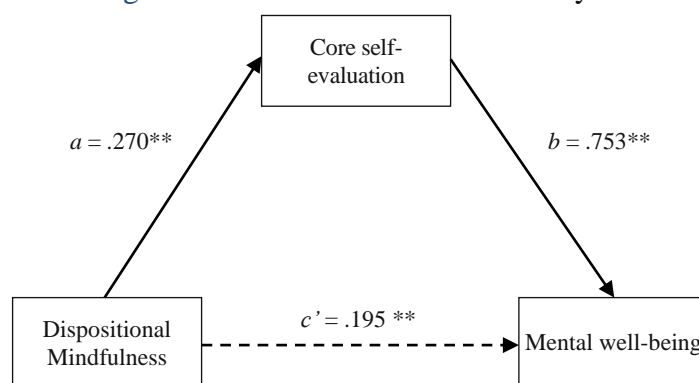 Core self-
evaluation
a = .270**
b = .753**
c’ = .195 **
Dispositional
Mindfulness
Mental well-being